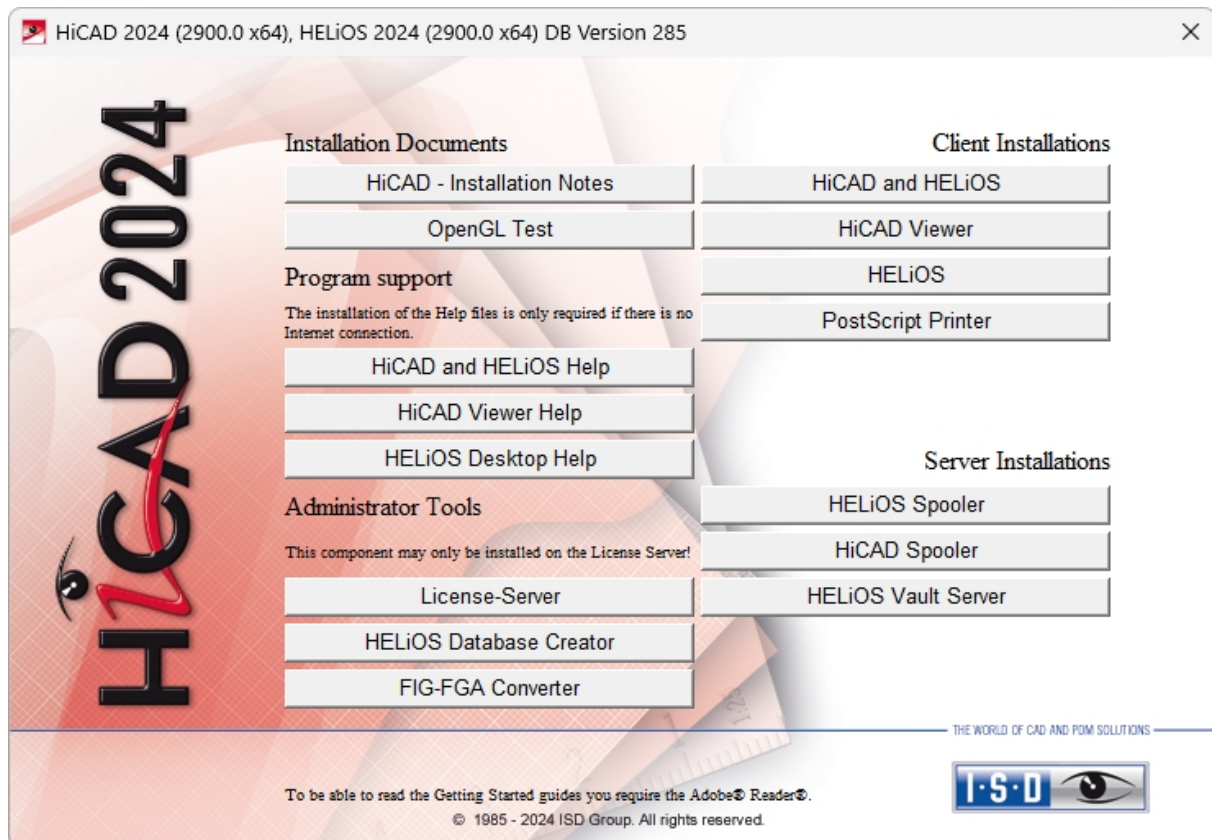 HiCAD 2024 (2900.0 x64), HELiOS 2024 (2900.0 x64) DB Version 285
HiCAD 2024
Installation Documents
HiCAD - Installation Notes
OpenGL Test
Program support
The installation of the Help files is only required if there is no
Internet connection.
HiCAD and HELiOS Help
HiCAD Viewer Help
HELiOS Desktop Help
Administrator Tools
This component may only be installed on the License Server!
License-Server
HELiOS Database Creator
FIG-FGA Converter
Client Installations
HiCAD and HELiOS
HiCAD Viewer
HELiOS
PostScript Printer
Server Installations
HELiOS Spooler
HiCAD Spooler
HELiOS Vault Server
THE WORLD OF CAD AND PDM SOLUTIONS
I·S·D
To be able to read the Getting Started guides you require the Adobe® Reader®.
© 1985 - 2024 ISD Group. All rights reserved.